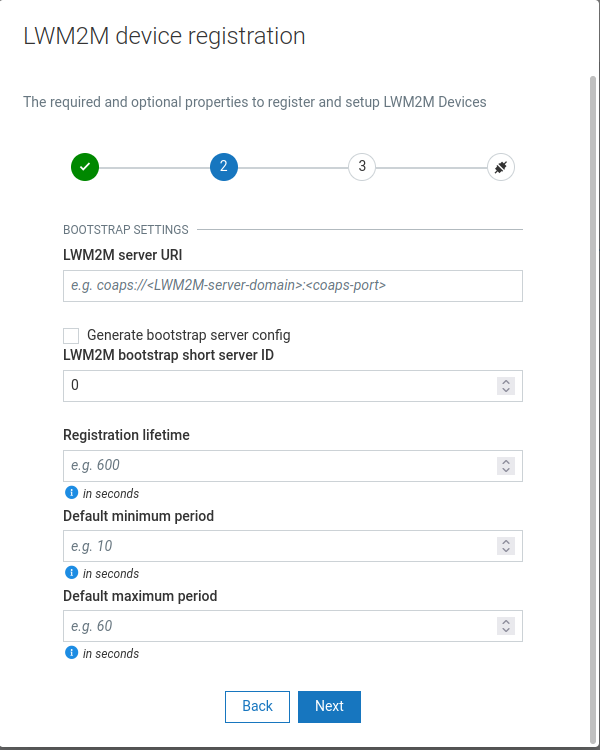 LWM2M device registration
The required and optional properties to register and setup LWM2M Devices
2 3
BOOTSTRAP SETTINGS
LWM2M server URI
e.g. coaps://<LWM2M-server-domain>:<coaps-port>
Generate bootstrap server config
LWM2M bootstrap short server ID
0
Registration lifetime
e.g. 600
in seconds
Default minimum period
e.g. 10
in seconds
Default maximum period
e.g. 60
in seconds
Back Next